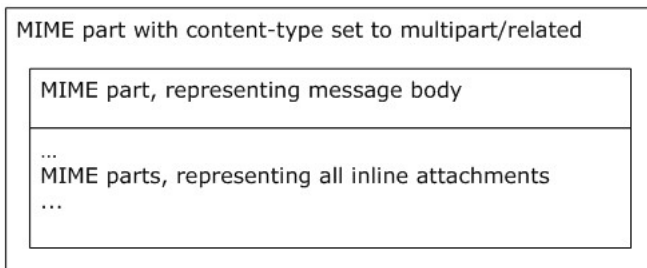 MIME part with content-type set to multipart/related
MIME part, representing message body
...
MIME parts, representing all inline attachments
...